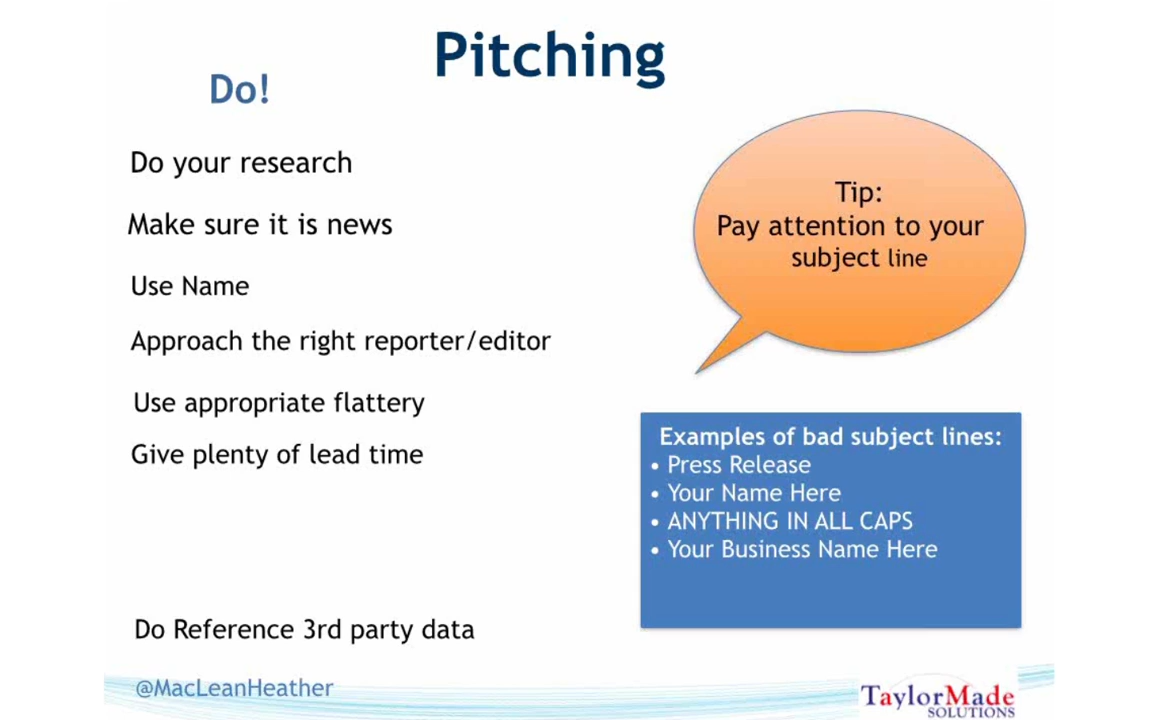 Pitching
Do!
Do your research
Make sure it is news
Use Name
Approach the right reporter/editor
Use appropriate flattery
Give plenty of lead time
Do Reference 3rd party data
Tip:
Pay attention to your
subject line
Examples of bad subject lines:
• Press Release
• Your Name Here
• ANYTHING IN ALL CAPS
• Your Business Name Here
@MacLeanHeather
TaylorMade
SOLUTIONS